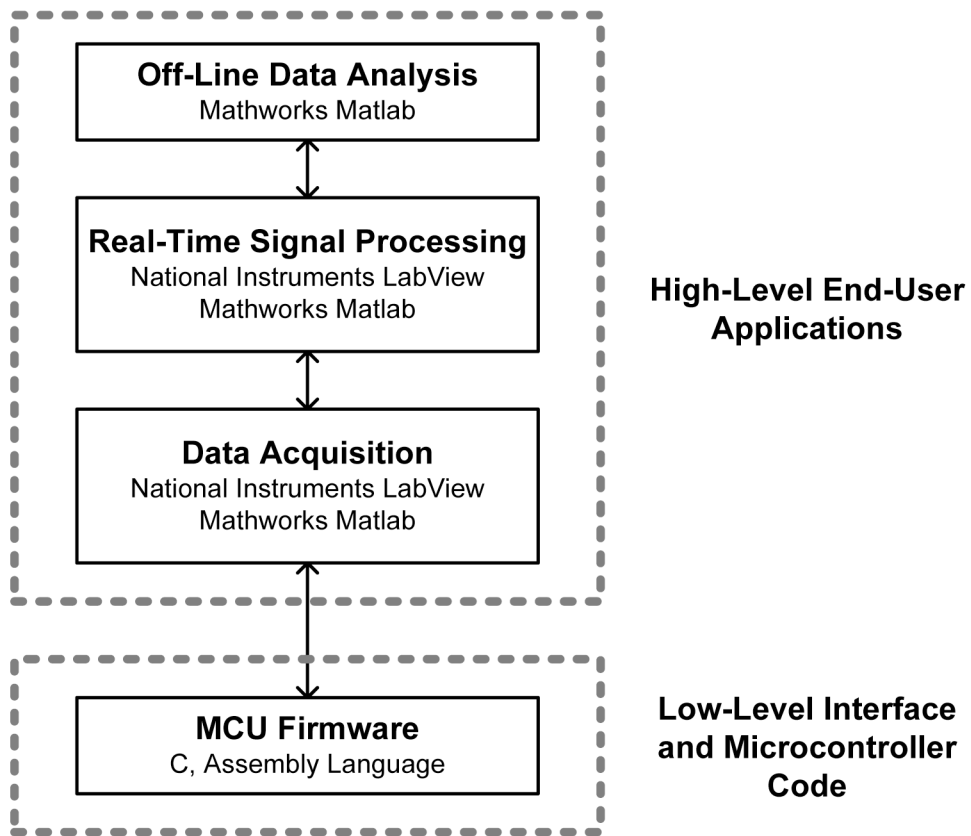 Off-Line Data Analysis
Mathworks Matlab
Real-Time Signal Processing
National Instruments LabView
Mathworks Matlab
High-Level End-User
Applications
Data Acquisition
National Instruments LabView
Mathworks Matlab
MCU Firmware
C, Assembly Language
Low-Level Interface
and Microcontroller
Code